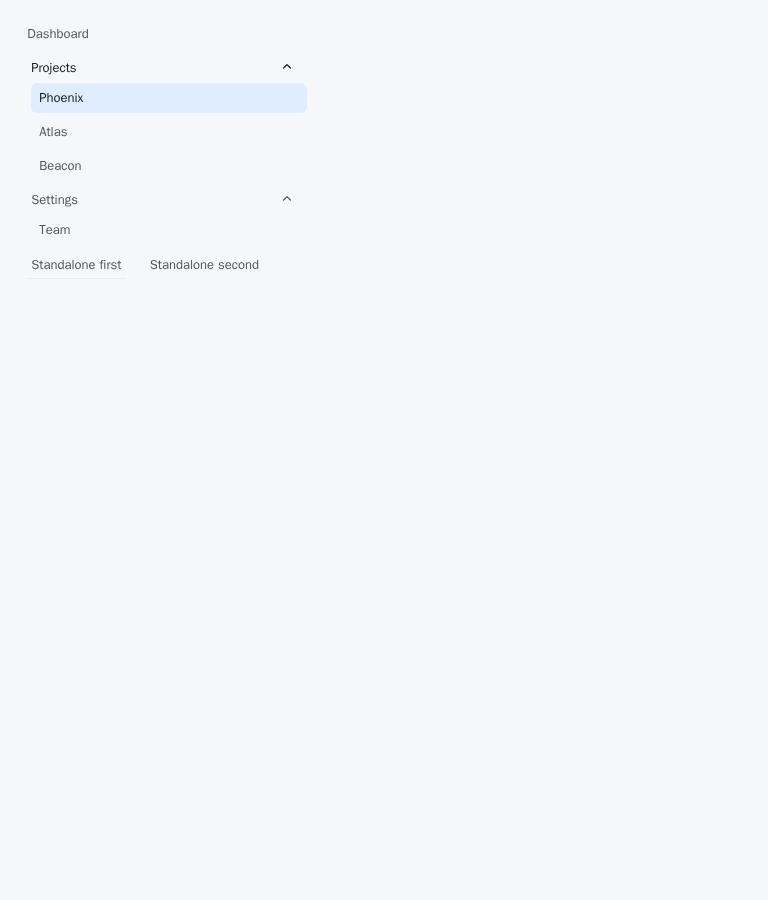 Dashboard
Projects
Phoenix
Atlas
Beacon
Settings
Team
Standalone first Standalone second